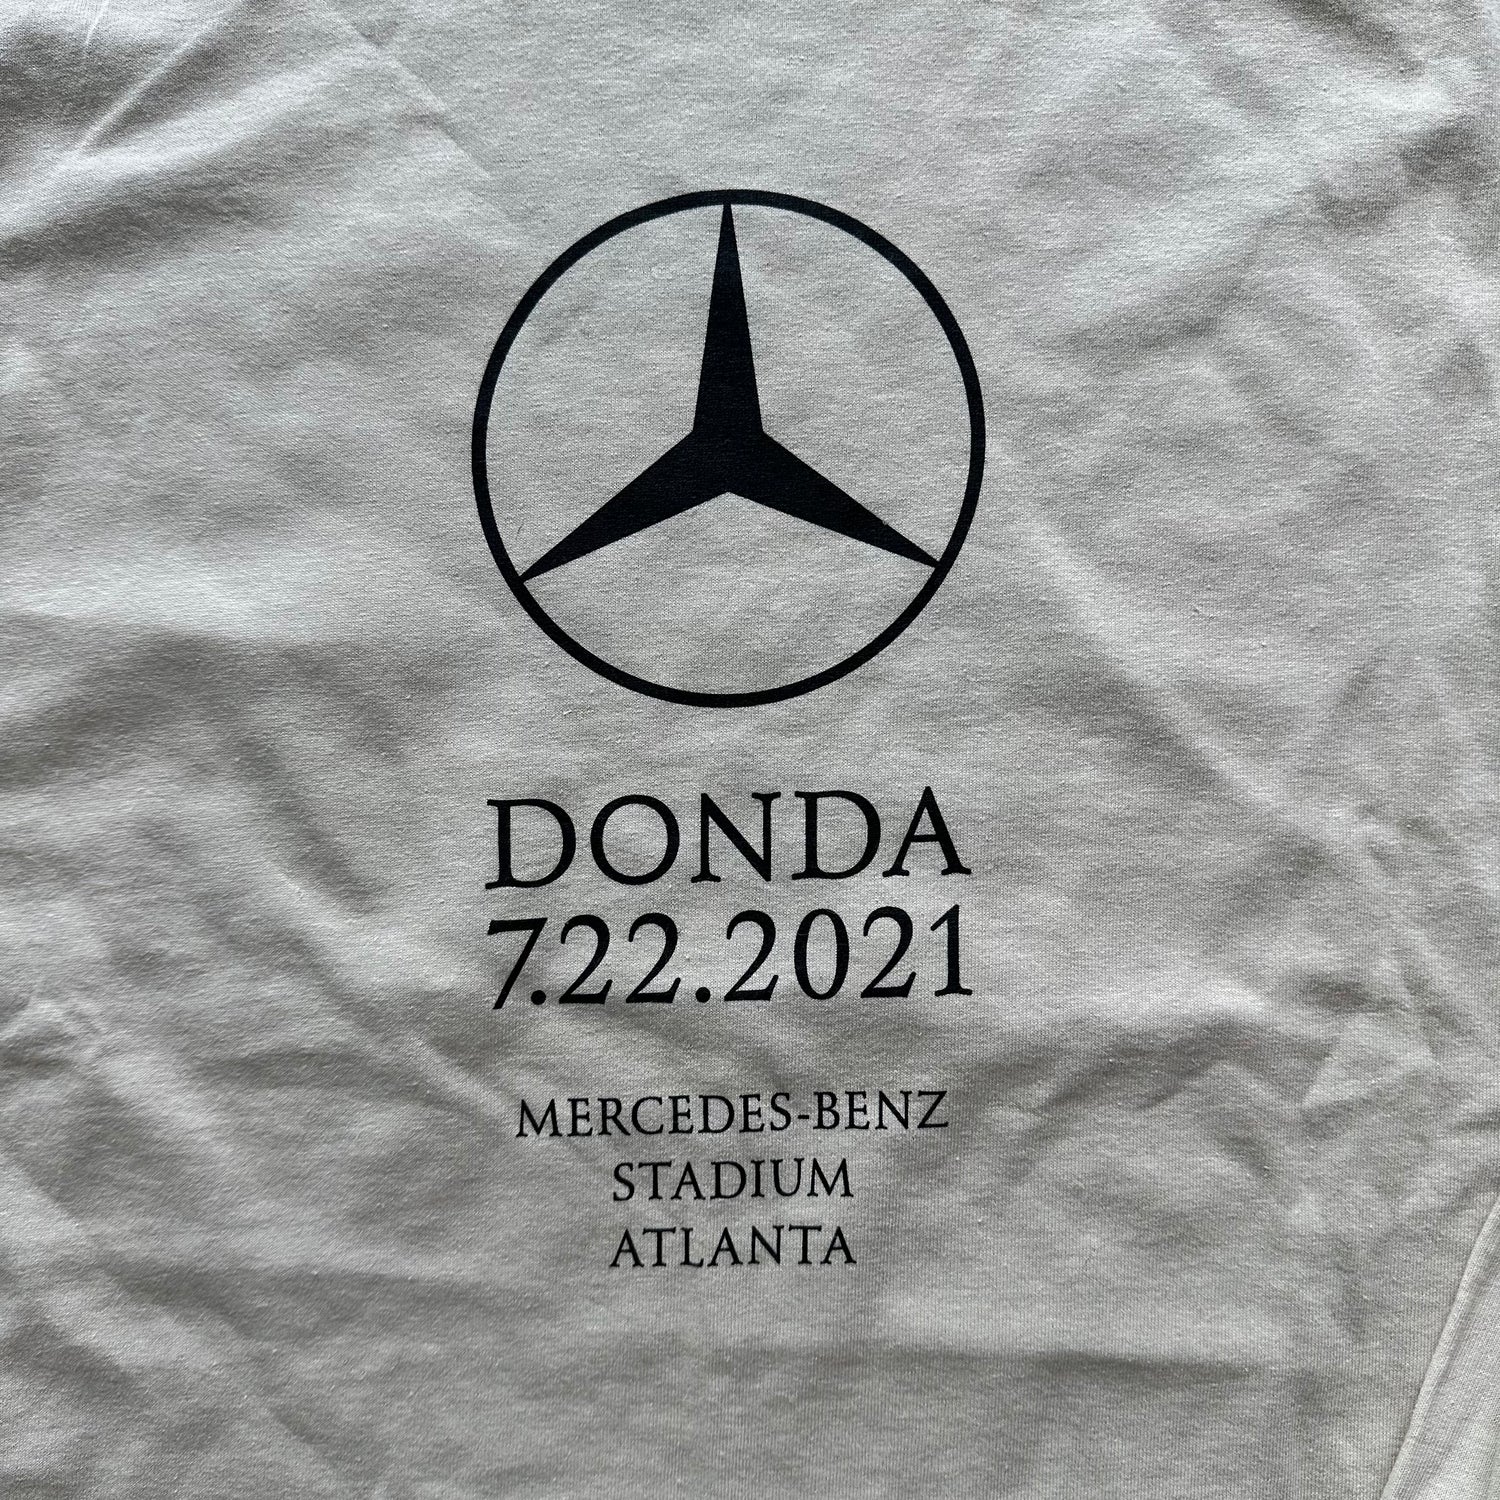 DONDA
7.22.2021
MERCEDES-BENZ
STADIUM
ATLANTA